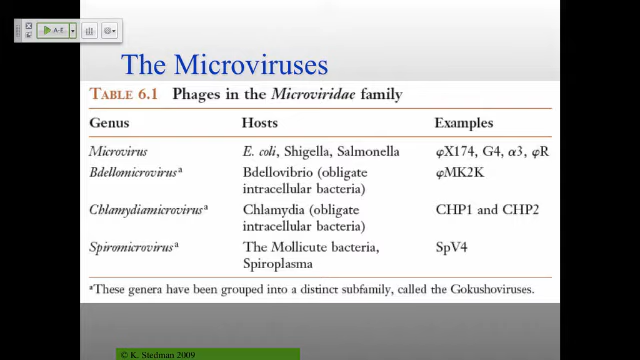 The Microviruses
TABLE 6.1 Phages in the Microviridae family
Genus Hosts Examples
Microvirus E. coli, Shigella, Salmonella φX174, G4, α3, φR
Bdellomicrovirusᵃ Bdellovibrio (obligate φMK2K
intracellular bacteria)
Chlamydiamicrovirusᵃ Chlamydia (obligate CHP1 and CHP2
intracellular bacteria)
Spiromicrovirusᵃ The Mollicute bacteria, SpV4
Spiroplasma
ᵃThese genera have been grouped into a distinct subfamily, called the Gokushoviruses.
© K. Stedman 2009